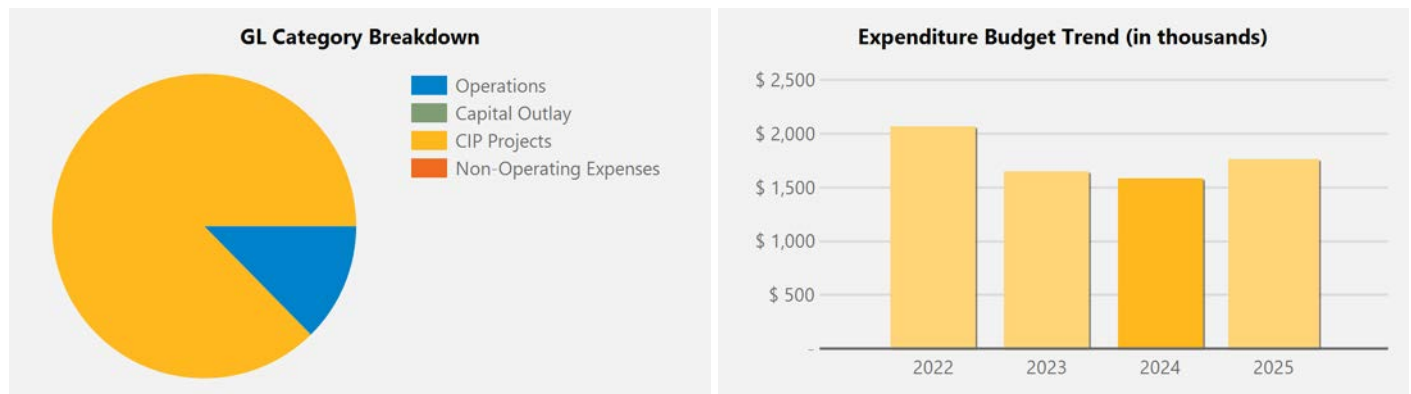 GL Category Breakdown
Operations
Capital Outlay
CIP Projects
Non-Operating Expenses
Expenditure Budget Trend (in thousands)
$ 2,500
$ 2,000
$ 1,500
$ 1,000
$ 500
-
2022 2023 2024 2025